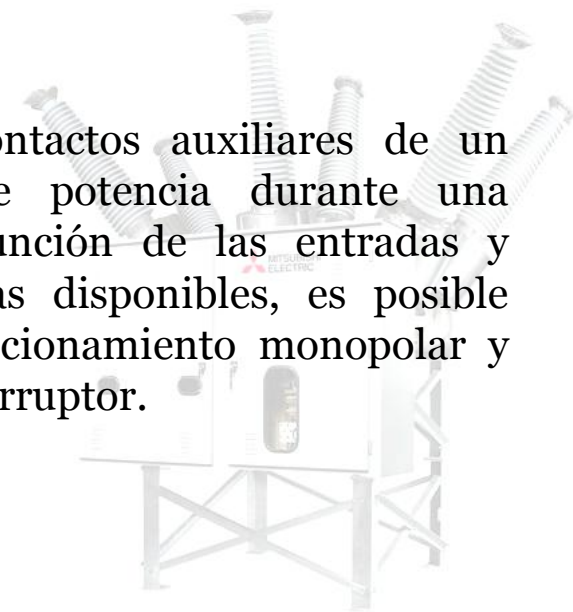 ontactos auxiliares de un
e potencia durante una
unción de las entradas y
as disponibles, es posible
cionamiento monopolar y
rruptor.
MITSUBISHI
ELECTRIC